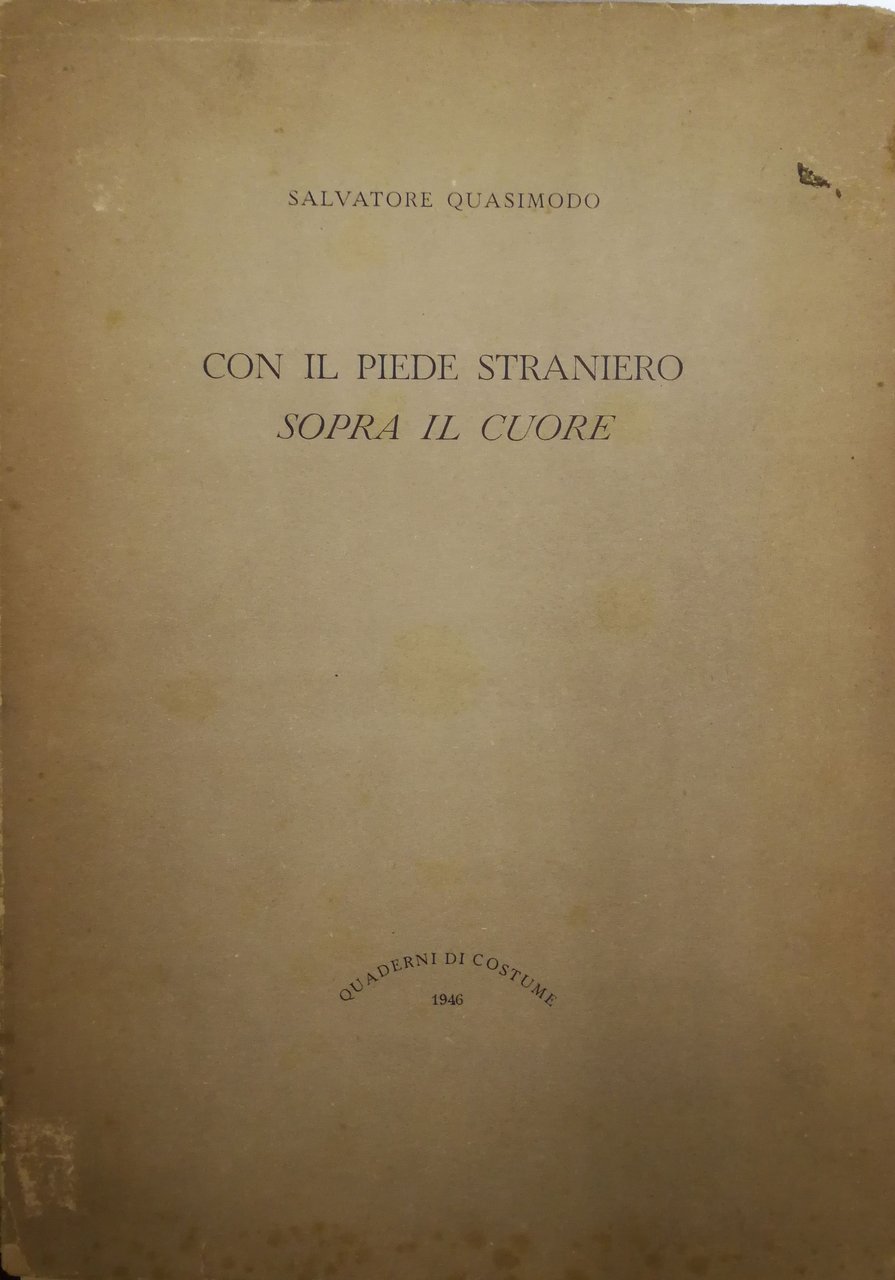 SALVATORE QUASIMODO
CON IL PIEDE STRANIERO
SOPRA IL CUORE
QUADERNI DI COSTUME
1946